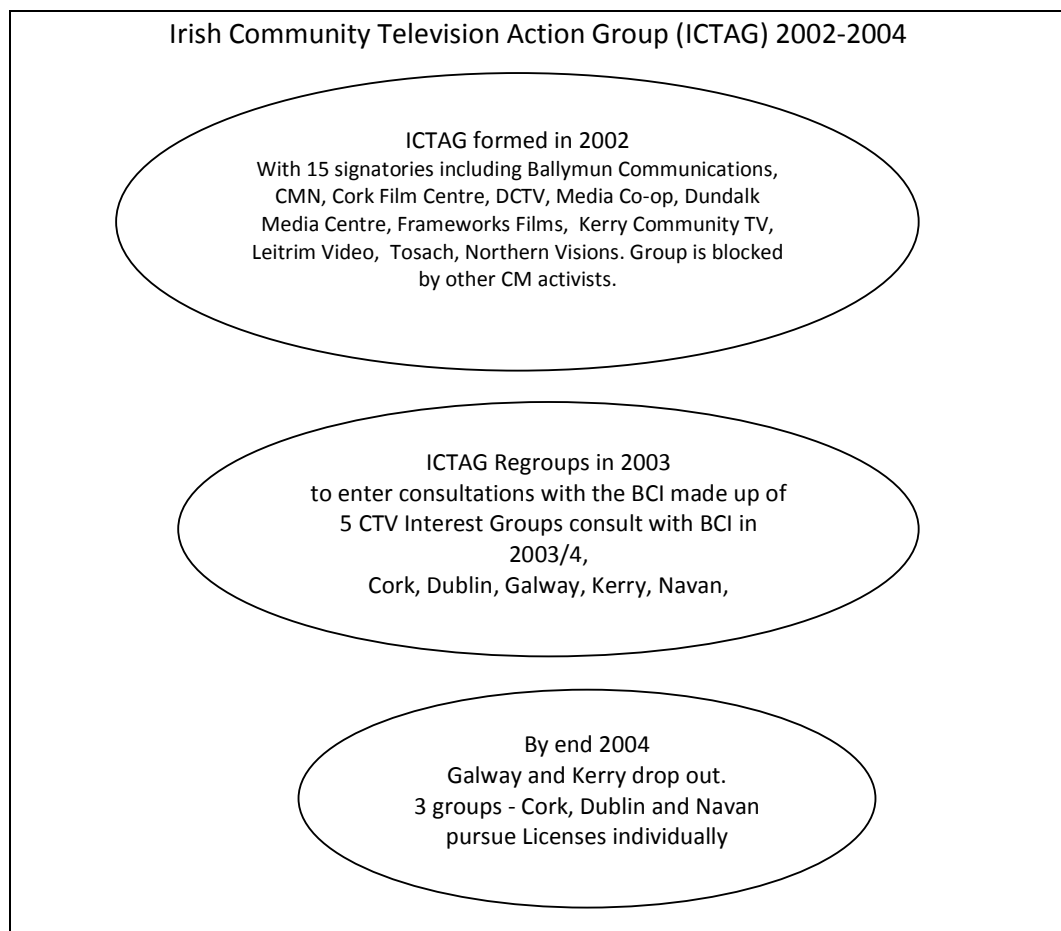 Irish Community Television Action Group (ICTAG) 2002-2004
ICTAG formed in 2002
With 15 signatories including Ballymun Communications,
CMN, Cork Film Centre, DCTV, Media Co-op, Dundalk
Media Centre, Frameworks Films, Kerry Community TV,
Leitrim Video, Tosach, Northern Visions. Group is blocked
by other CM activists.
ICTAG Regroups in 2003
to enter consultations with the BCI made up of
5 CTV Interest Groups consult with BCI in
2003/4,
Cork, Dublin, Galway, Kerry, Navan,
By end 2004
Galway and Kerry drop out.
3 groups - Cork, Dublin and Navan
pursue Licenses individually